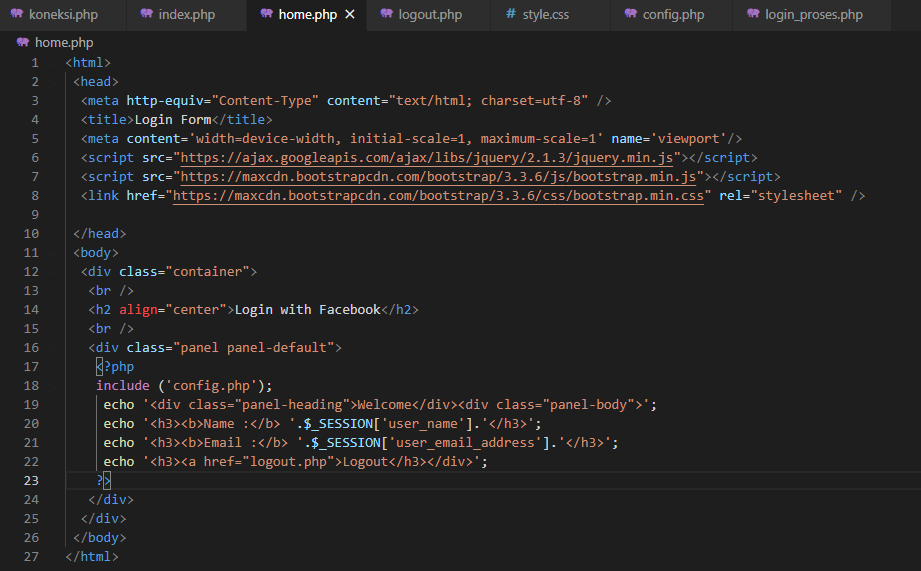 koneksi.php index.php home.php logout.php # style.css config.php login_proses.php
home.php
1 <html>
2 <head>
3 <meta http-equiv="Content-Type" content="text/html; charset=utf-8" />
4 <title>Login Form</title>
5 <meta content='width=device-width, initial-scale=1, maximum-scale=1' name='viewport'/>
6 <script src="https://ajax.googleapis.com/ajax/libs/jquery/2.1.3/jquery.min.js"></script>
7 <script src="https://maxcdn.bootstrapcdn.com/bootstrap/3.3.6/js/bootstrap.min.js"></script>
8 <link href="https://maxcdn.bootstrapcdn.com/bootstrap/3.3.6/css/bootstrap.min.css" rel="stylesheet" />
9
10 </head>
11 <body>
12 <div class="container">
13 <br />
14 <h2 align="center">Login with Facebook</h2>
15 <br />
16 <div class="panel panel-default">
17 <?php
18 include ('config.php');
19 echo '<div class="panel-heading">Welcome</div><div class="panel-body">';
20 echo '<h3><b>Name :</b> '.$_SESSION['user_name'].'</h3>';
21 echo '<h3><b>Email :</b> '.$_SESSION['user_email_address'].'</h3>';
22 echo '<h3><a href="logout.php">Logout</h3></div>';
23 ?>
24 </div>
25 </div>
26 </body>
27 </html>